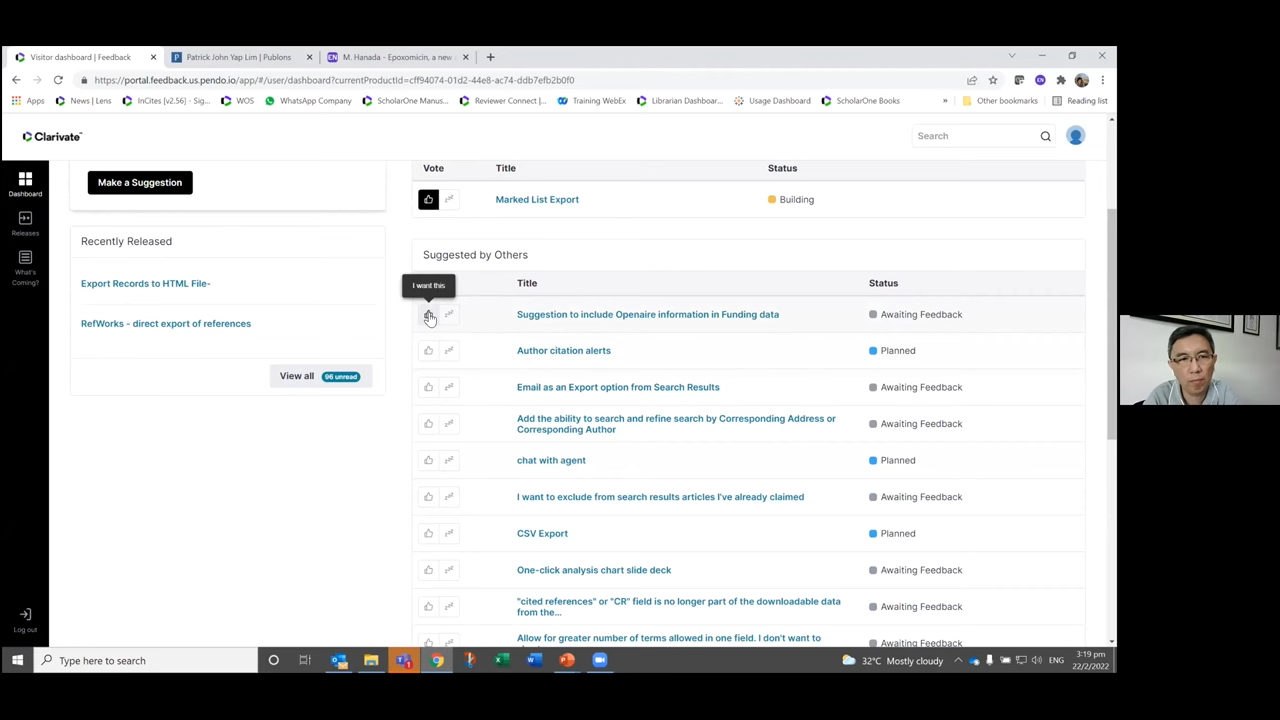 Visitor dashboard | Feedback
Patrick John Yap Lim | Publons
M. Hanada - Epoxomicin, a new
https://portal.feedback.us.pendo.io/app/#/user/dashboard?currentProductId=cff94074-01d2-44e8-ac74-ddb7efb2b0f0
Apps
News | Lens
InCites [v2.56] - Sig...
WOS
WhatsApp Company
ScholarOne Manus...
Reviewer Connect |...
Training WebEx
Librarian Dashboar...
Usage Dashboard
ScholarOne Books
»
Other bookmarks
Reading list
Clarivate™
Search
Dashboard
Releases
What's
Coming?
Log out
Make a Suggestion
Recently Released
Export Records to HTML File-
RefWorks - direct export of references
View all 96 unread
Vote Title Status
Marked List Export Building
Suggested by Others
I want this
Title Status
Suggestion to include Openaire information in Funding data Awaiting Feedback
Author citation alerts Planned
Email as an Export option from Search Results Awaiting Feedback
Add the ability to search and refine search by Corresponding Address or
Corresponding Author Awaiting Feedback
chat with agent Planned
I want to exclude from search results articles I've already claimed Awaiting Feedback
CSV Export Planned
One-click analysis chart slide deck Awaiting Feedback
"cited references" or "CR" field is no longer part of the downloadable data
from the... Awaiting Feedback
Allow for greater number of terms allowed in one field. I don't want to
Awaiting Feedback
Type here to search
32°C Mostly cloudy
ENG
3:19 pm
22/2/2022